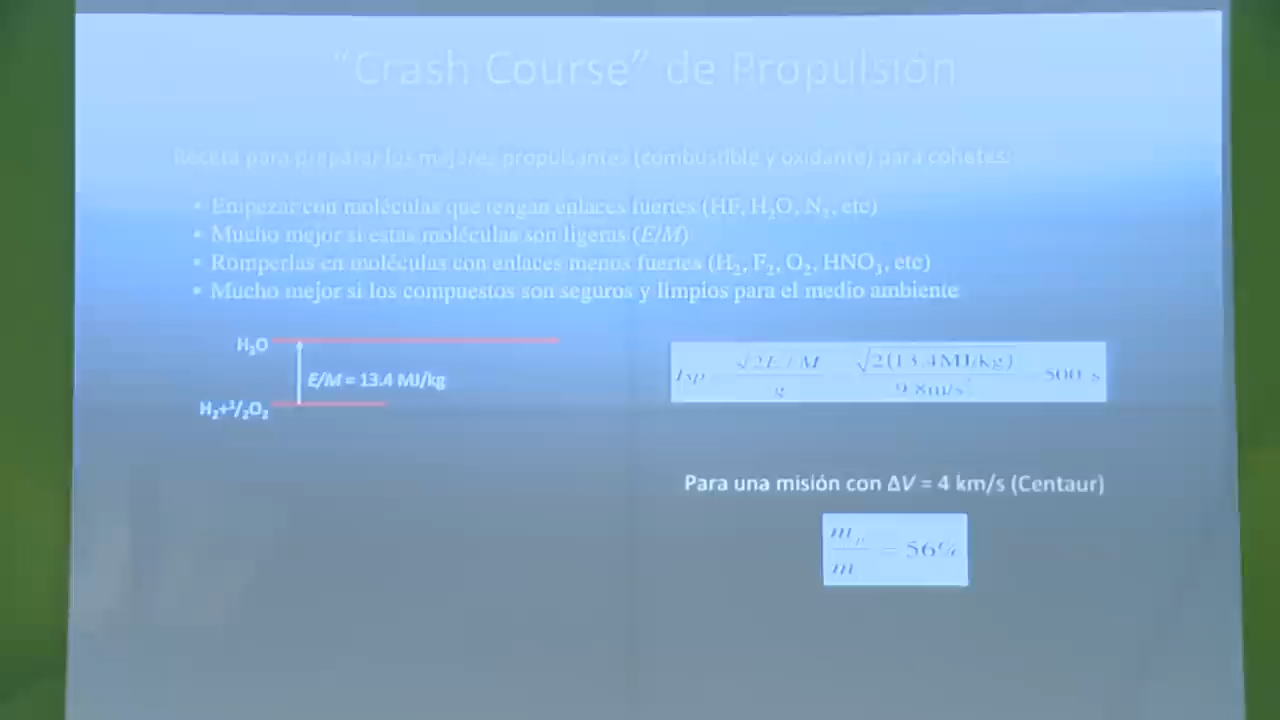 “Crash Course” de Propulsión
Receta para preparar los mejores propulsantes (combustible y oxidante) para cohetes:
• Empezar con moléculas que tengan enlaces fuertes (HF, H₂O, N₂, etc)
• Mucho mejor si estas moléculas son ligeras (E/M)
• Romperlas en moléculas con enlaces menos fuertes (H₂, F₂, O₂, HNO₃, etc)
• Mucho mejor si los compuestos son seguros y limpios para el medio ambiente
H₂O
E/M = 13.4 MJ/kg
H₂+¹/₂O₂
Isp = √2E / M / g = √2(13.4MJ/kg) / 9.8m/s² = 500 s
Para una misión con ΔV = 4 km/s (Centaur)
mₚ / m = 56%